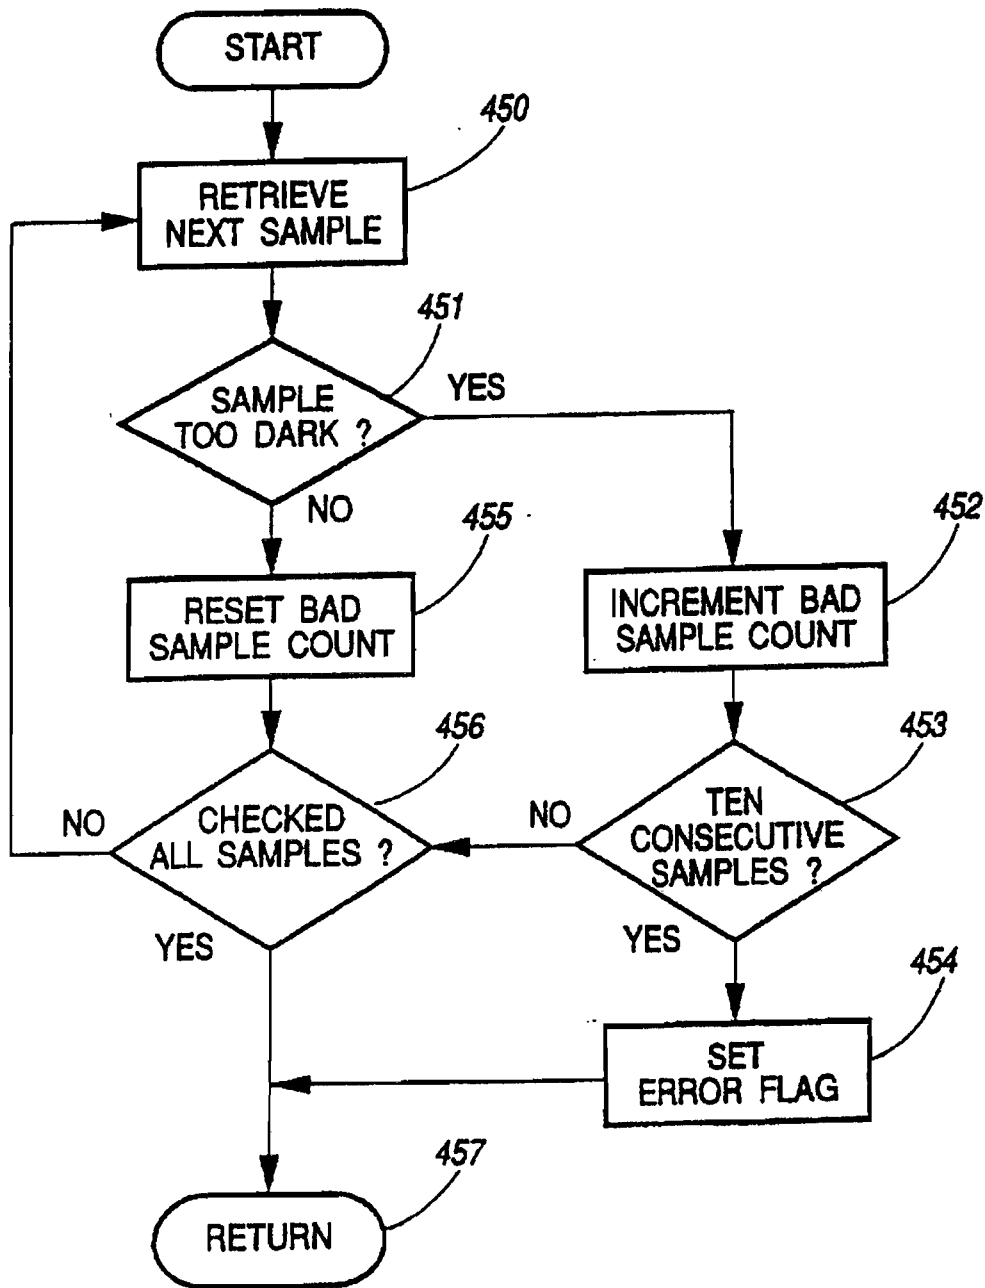 START
450
RETRIEVE
NEXT SAMPLE
451
SAMPLE
TOO DARK ?
YES
NO
455
RESET BAD
SAMPLE COUNT
452
INCREMENT BAD
SAMPLE COUNT
456
CHECKED
ALL SAMPLES ?
NO
YES
453
TEN
CONSECUTIVE
SAMPLES ?
NO
YES
454
SET
ERROR FLAG
457
RETURN